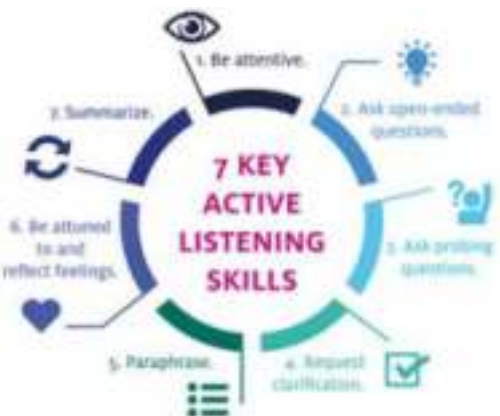 7 KEY
ACTIVE
LISTENING
SKILLS
1. Be attentive.
2. Ask open-ended
questions.
3. Ask probing
questions.
4. Request
clarification.
5. Paraphrase.
6. Be attuned
to and
reflect feelings.
7. Summarize.
?